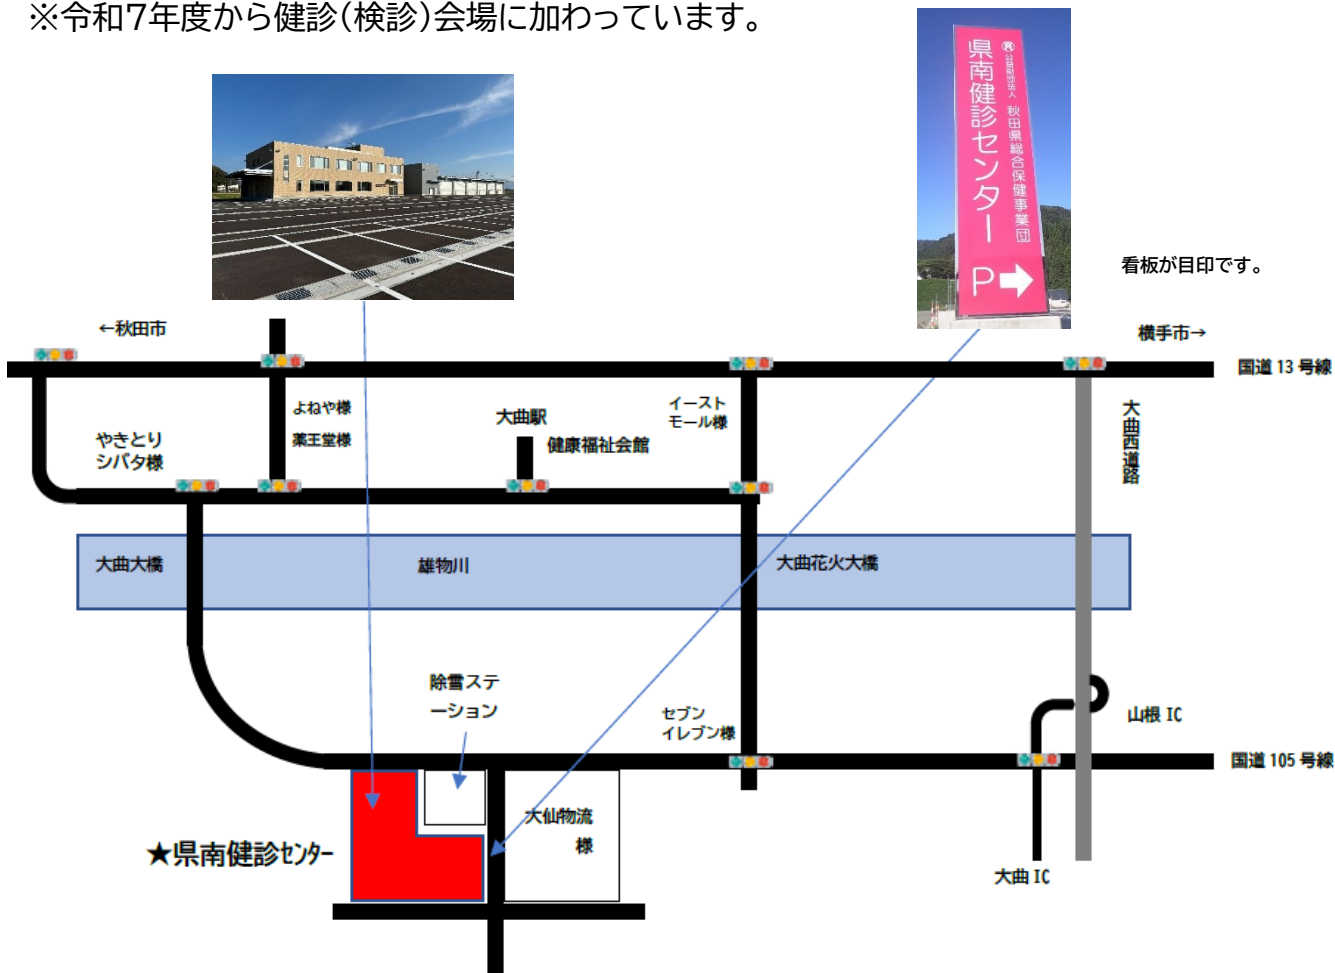 ※令和7年度から健診(検診)会場に加わっています。
公益財団法人 秋田県総合保健事業団
県南健診センター
P
看板が目印です。
←秋田市
横手市→
国道 13 号線
よねや様
薬王堂様
大曲駅
健康福祉会館
イースト
モール様
大曲西道路
やきとり
シバタ様
大曲大橋
雄物川
大曲花火大橋
除雪ステ
ーション
セブン
イレブン様
山根 IC
国道 105 号線
大仙物流
様
★県南健診センター
大曲 IC